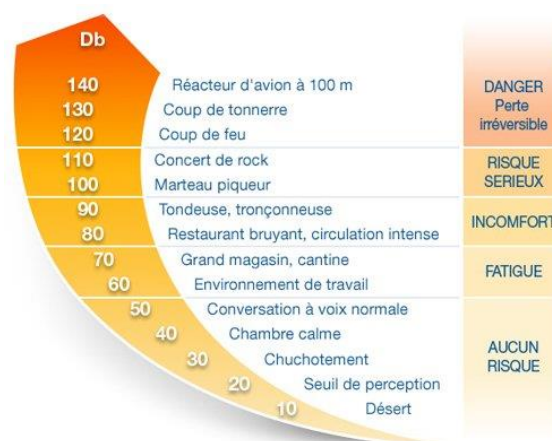 Db
140 Réacteur d'avion à 100 m
130 Coup de tonnerre
120 Coup de feu
DANGER
Perte
irréversible
110 Concert de rock
100 Marteau piqueur
RISQUE
SERIEUX
90 Tondeuse, tronçonneuse
80 Restaurant bruyant, circulation intense
INCOMFORT
70 Grand magasin, cantine
60 Environnement de travail
FATIGUE
50 Conversation à voix normale
40 Chambre calme
30 Chuchotement
20 Seuil de perception
10 Désert
AUCUN
RISQUE